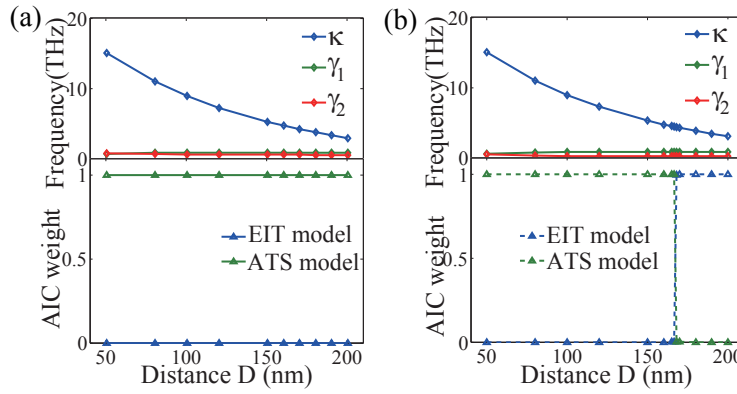 (a)
Frequency(THz)
20
10
0
κ
γ1
γ2
AIC weight
1
0.5
0
EIT model
ATS model
50 100 150 200
Distance D (nm)
(b)
Frequency(THz)
20
10
0
κ
γ1
γ2
AIC weight
1
0.5
0
EIT model
ATS model
50 100 150 200
Distance D (nm)